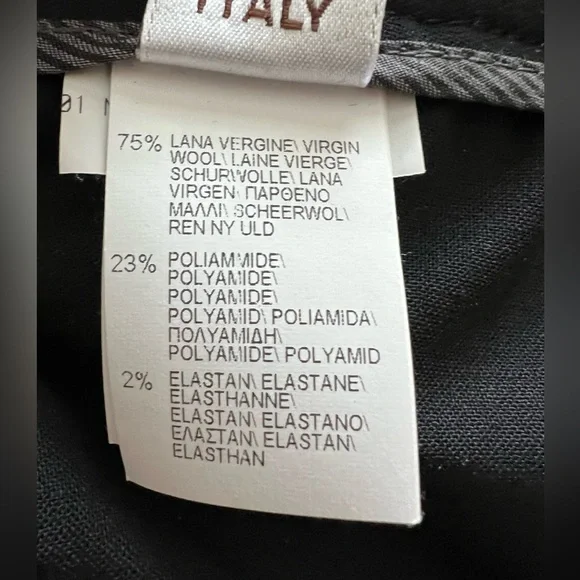 ITALY
01
75% LANA VERGINE\ VIRGIN
WOOL\ LAINE VIERGE\
SCHURWOLLE\ LANA
VIRGEN\ ΠΑΡΘΕΝΟ
ΜΑΛΛΙ\ SCHEERWOL\
REN NY ULD
23% POLIAMMIDE\
POLYAMIDE\
POLYAMIDE\
POLYAMID\ POLIAMIDA\
ΠΟΛΥΑΜΙΔΗ\
POLYAMIDE\ POLYAMID
2% ELASTAN\ ELASTANE\
ELASTHANNE\
ELASTAN\ ELASTANO\
ΕΛΑΣΤΑΝ\ ELASTAN\
ELASTHAN